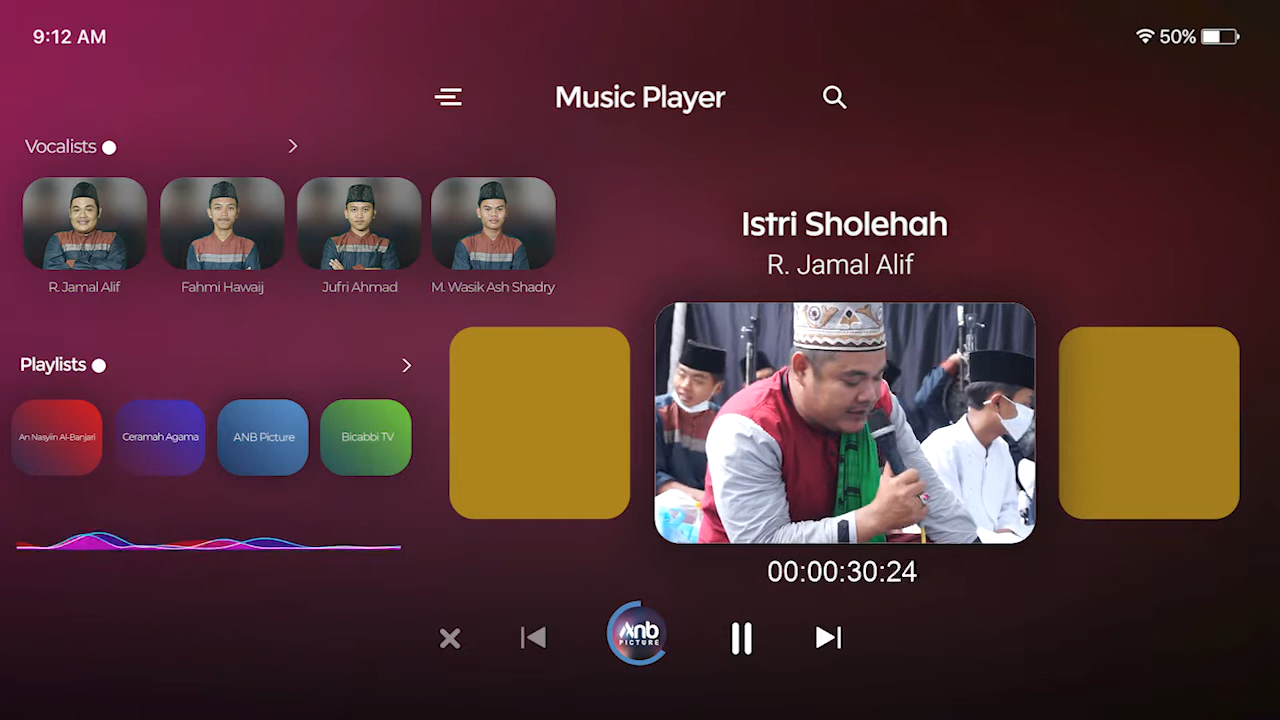 9:12 AM
50%
Music Player
Vocalists
R. Jamal Alif
Fahmi Hawaij
Jufri Ahmad
M. Wasik Ash Shadry
Istri Sholehah
R. Jamal Alif
Playlists
An Nasyiin Al-Banjari
Ceramah Agama
ANB Picture
Bicabbi TV
00:00:30:24
Anb
PICTURE